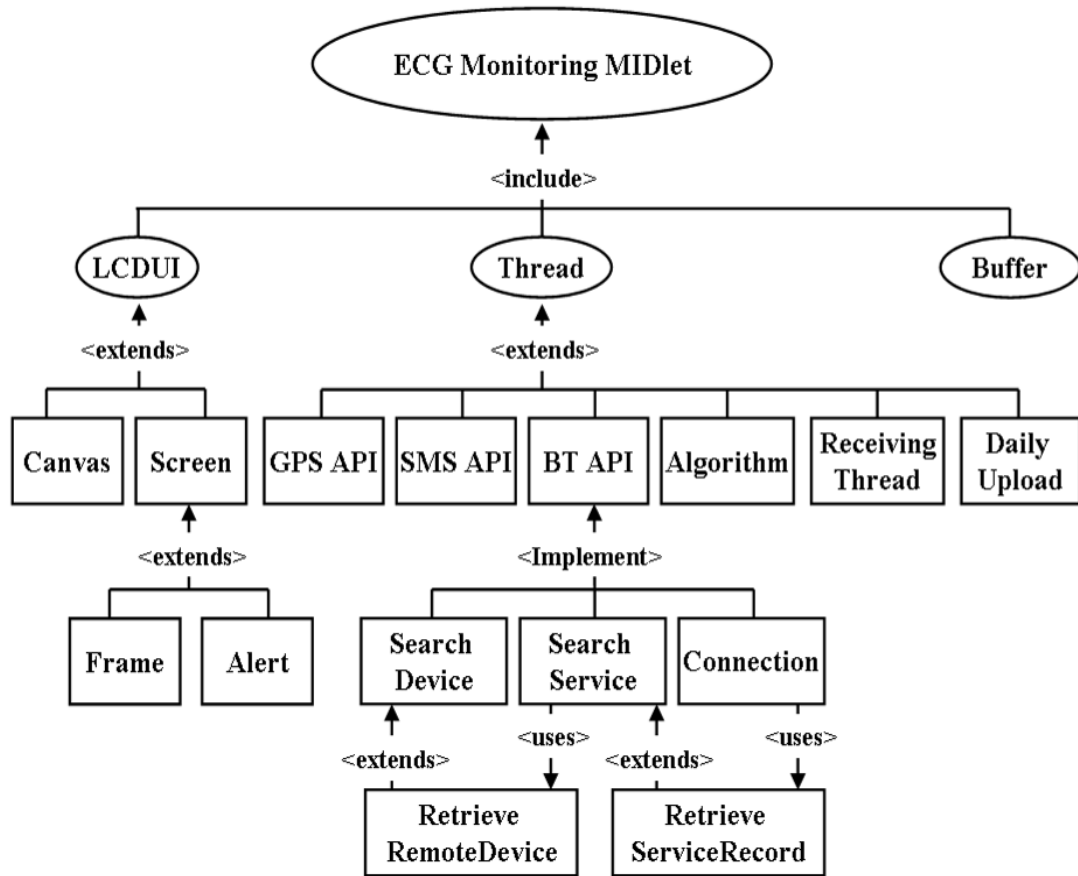 ECG Monitoring MIDlet
<include>
LCDUI
Thread
Buffer
<extends>
<extends>
Canvas
Screen
GPS API
SMS API
BT API
Algorithm
Receiving
Thread
Daily
Upload
<extends>
<Implement>
Frame
Alert
Search
Device
Search
Service
Connection
<extends>
<uses>
<extends>
<uses>
Retrieve
RemoteDevice
Retrieve
ServiceRecord